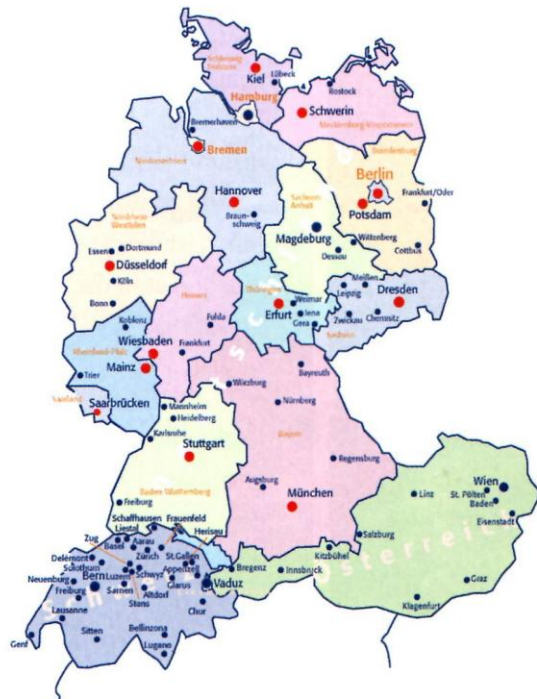 Schleswig
Holstein
Kiel
Lübeck
Rostock
Hamburg
Schwerin
Mecklenburg-Vorpommern
Bremerhaven
Bremen
Niedersachsen
Brandenburg
Berlin
Hannover
Sachsen-
Anhalt
Potsdam
Frankfurt/Oder
Braun-
schweig
Nordrhein
Westfalen
Magdeburg
Wittenberg
Cottbus
Essen
Dortmund
Dessau
Düsseldorf
Meißen
Dresden
Köln
Hessen
Thüringen
Weimar
Leipzig
Bonn
Erfurt
Jena
Gera
Zwickau
Chemnitz
Sachsen
Koblenz
Fulda
Wiesbaden
Rheinland-Pfalz
Frankfurt
Mainz
Trier
Bayreuth
Würzburg
Saarland
Saarbrücken
Mannheim
Heidelberg
Nürnberg
Karlsruhe
Bayern
Stuttgart
Regensburg
Augsburg
Baden Württemberg
München
Freiburg
Wien
Linz
St. Pölten
Baden
Eisenstadt
Schaffhausen
Frauenfeld
Liestal
Herisau
Salzburg
Zug
Basel
Aarau
Zürich
Kitzbühel
Delémont
St.Gallen
Bregenz
Innsbruck
Österreich
Solothurn
Appenzell
Neuenburg
Bern
Luzern
Schwyz
Vaduz
Graz
Freiburg
Sarnen
Glarus
Altdorf
Stans
Chur
Klagenfurt
Lausanne
Sitten
Bellinzona
Genf
Lugano